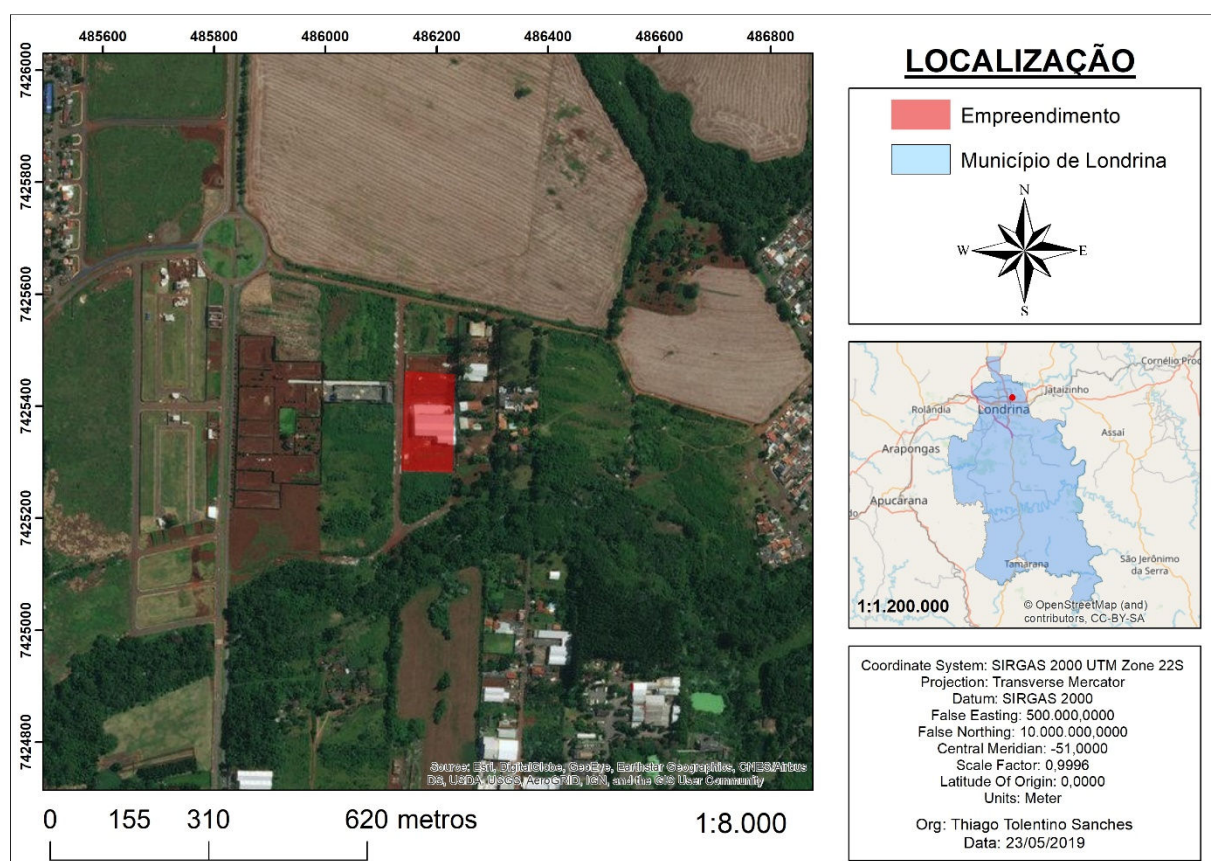 485600 485800 486000 486200 486400 486600 486800
7426000
7425800
7425600
7425400
7425200
7425000
7424800
Source: Esri, DigitalGlobe, GeoEye, Earthstar Geographics, CNES/Airbus
DS, USDA, USGS, AeroGRID, IGN, and the GIS User Community
0 155 310 620 metros
1:8.000
LOCALIZAÇÃO
Empreendimento
Município de Londrina
N
W E
S
Cornélio Proc
Jataizinho
Rolândia
Londrina
Assaí
Arapongas
Apucarana
do
São Jerônimo
da Serra
Tamarana
1:1.200.000
© OpenStreetMap (and)
contributors, CC-BY-SA
Coordinate System: SIRGAS 2000 UTM Zone 22S
Projection: Transverse Mercator
Datum: SIRGAS 2000
False Easting: 500.000,0000
False Northing: 10.000.000,0000
Central Meridian: -51,0000
Scale Factor: 0,9996
Latitude Of Origin: 0,0000
Units: Meter
Org: Thiago Tolentino Sanches
Data: 23/05/2019